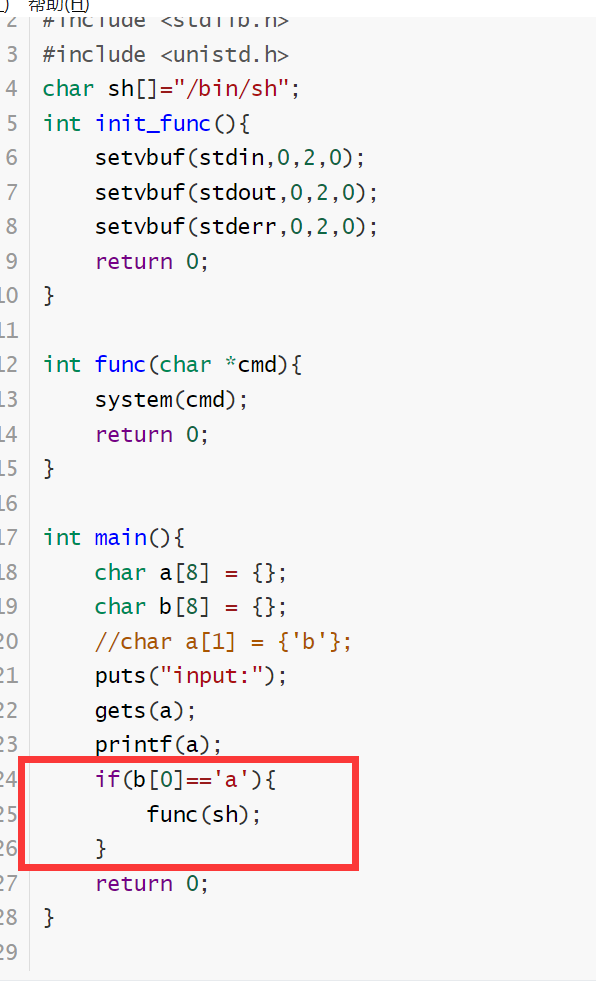 帮助(H)
2 #include <stdlib.h>
3 #include <unistd.h>
4 char sh[]="/bin/sh";
5 int init_func(){
6 setvbuf(stdin,0,2,0);
7 setvbuf(stdout,0,2,0);
8 setvbuf(stderr,0,2,0);
9 return 0;
10 }
11
12 int func(char *cmd){
13 system(cmd);
14 return 0;
15 }
16
17 int main(){
18 char a[8] = {};
19 char b[8] = {};
20 //char a[1] = {'b'};
21 puts("input:");
22 gets(a);
23 printf(a);
24 if(b[0]=='a'){
25 func(sh);
26 }
27 return 0;
28 }
29